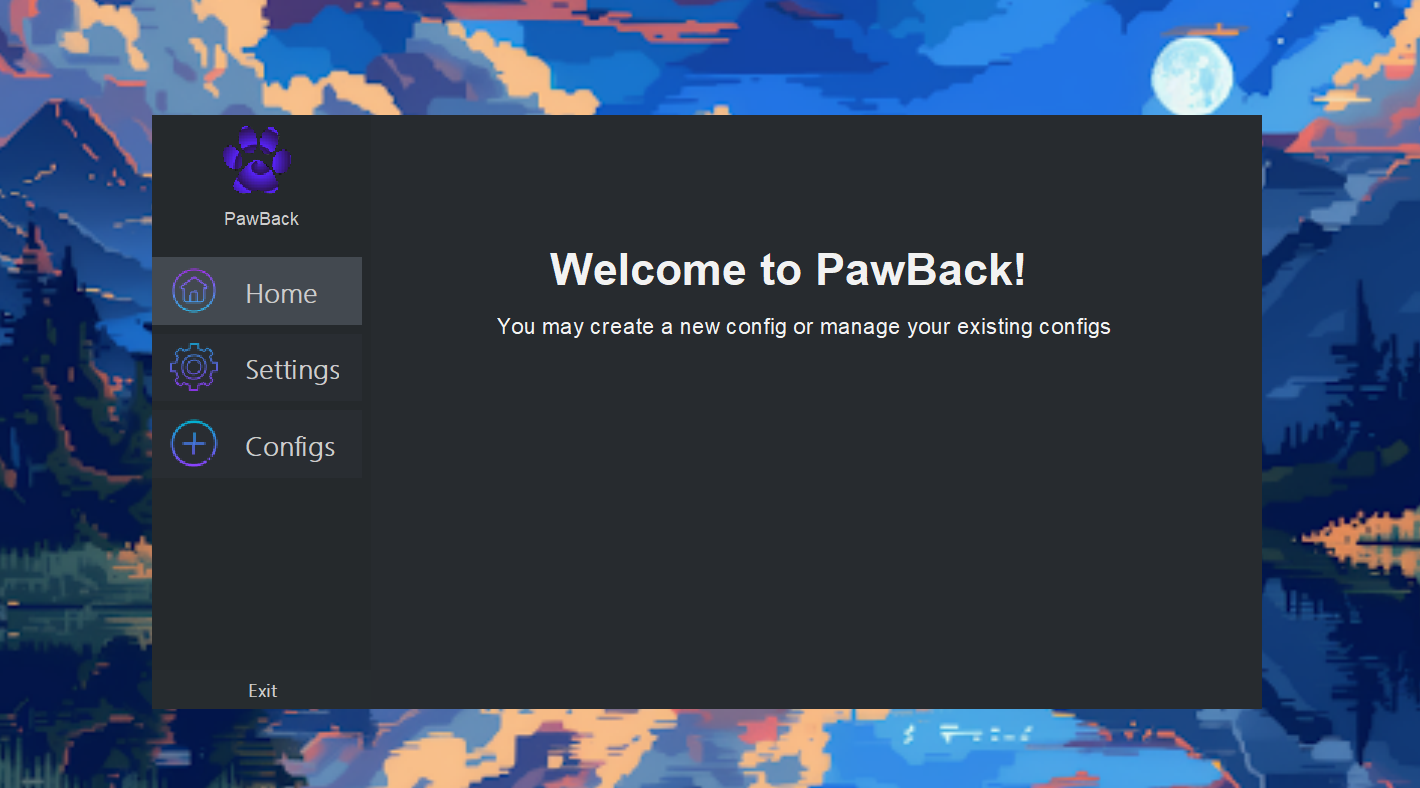 PawBack
Home
Settings
Configs
Exit
Welcome to PawBack!
You may create a new config or manage your existing configs